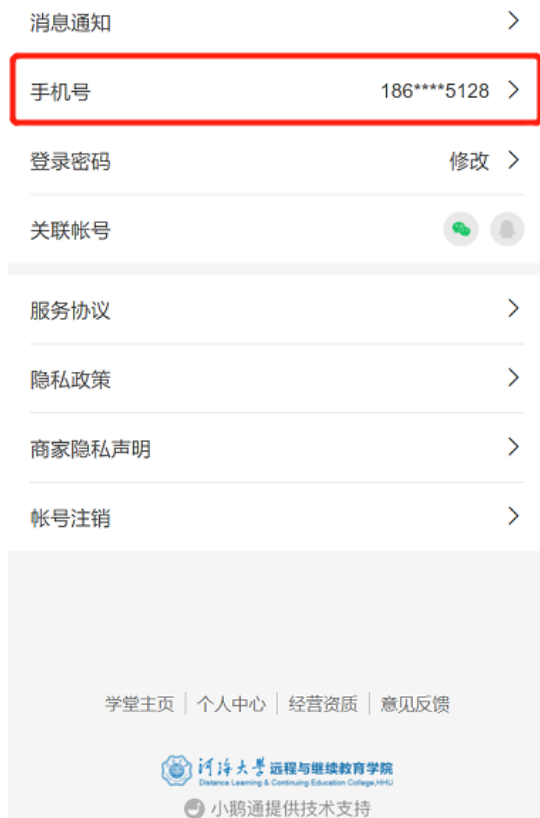 消息通知
手机号 186****5128
登录密码 修改
关联帐号
服务协议
隐私政策
商家隐私声明
帐号注销
学堂主页 个人中心 经营资质 意见反馈
河海大学 远程与继续教育学院
Distance Learning & Continuing Education College,HHU
小鹅通提供技术支持